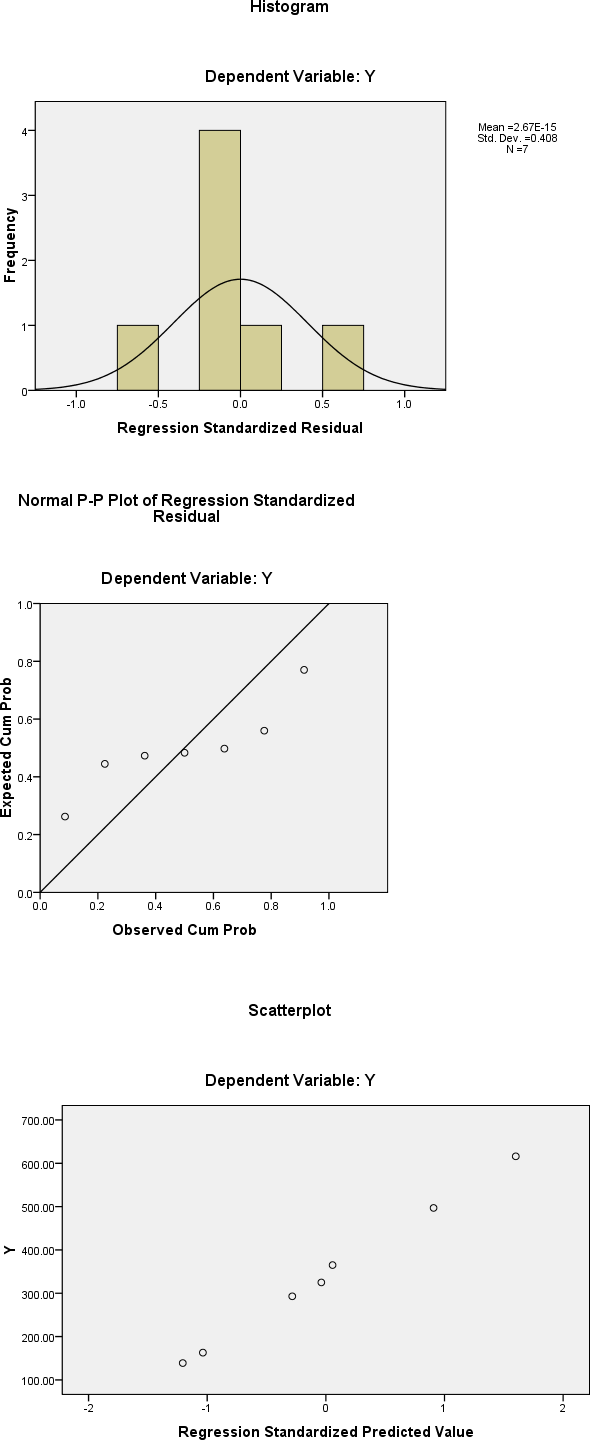 Histogram
Dependent Variable: Y
Mean =2.67E-15
Std. Dev. =0.408
N =7
4
3
2
1
0
Frequency
-1.0 -0.5 0.0 0.5 1.0
Regression Standardized Residual
Normal P-P Plot of Regression Standardized
Residual
Dependent Variable: Y
1.0
0.8
0.6
0.4
0.2
0.0
Expected Cum Prob
0.0 0.2 0.4 0.6 0.8 1.0
Observed Cum Prob
Scatterplot
Dependent Variable: Y
700.00
600.00
500.00
400.00
300.00
200.00
100.00
Y
-2 -1 0 1 2
Regression Standardized Predicted Value